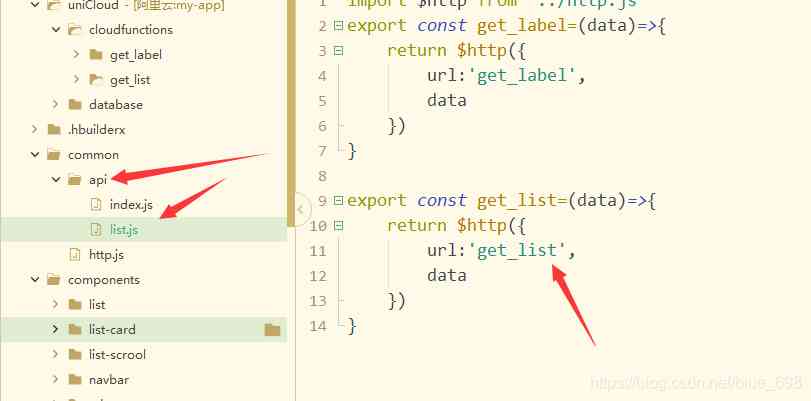 uniCloud - [阿里云:my-app]
cloudfunctions
get_label
get_list
database
.hbuilderx
common
api
index.js
list.js
http.js
components
list
list-card
list-scrool
navbar
1 import $http from '../http.js'
2 export const get_label=(data)=>{
3 return $http({
4 url:'get_label',
5 data
6 })
7 }
9 export const get_list=(data)=>{
10 return $http({
11 url:'get_list',
12 data
13 })
14 }
https://blog.csdn.net/blue_698